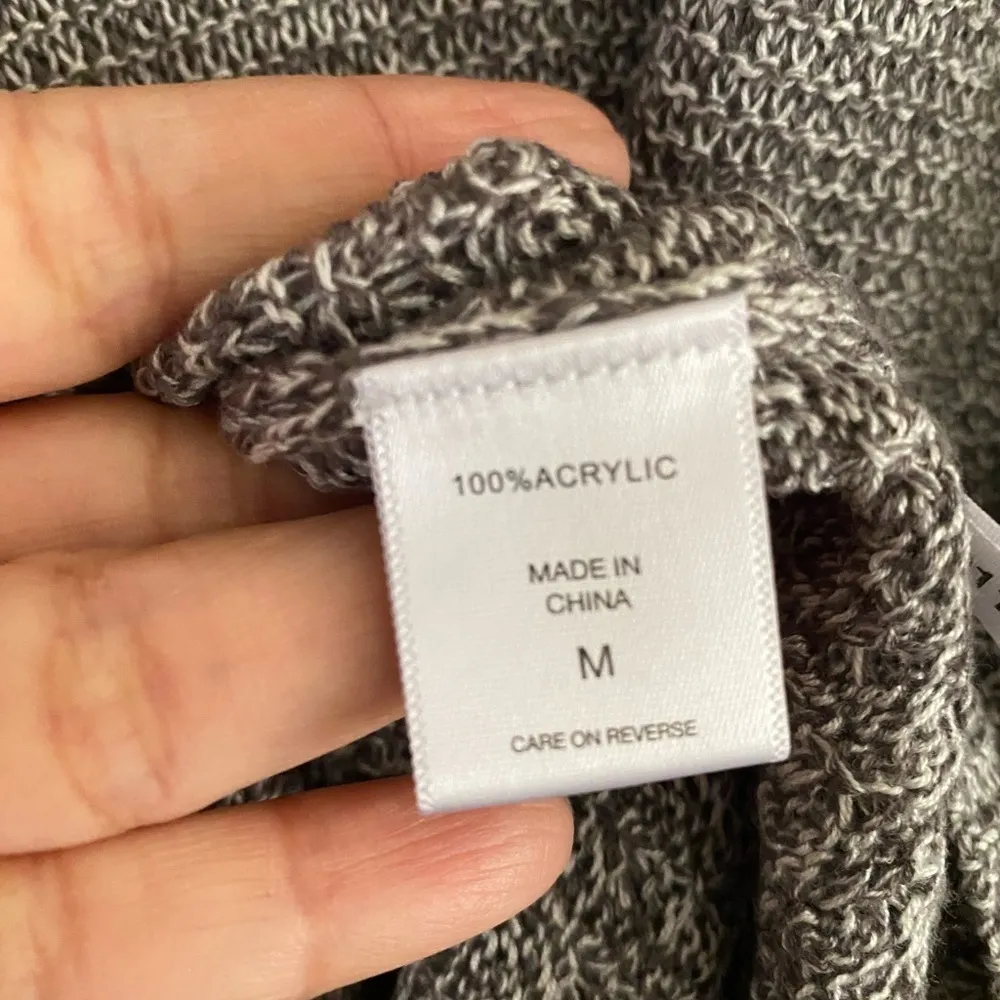 100%ACRYLIC
MADE IN
CHINA
M
CARE ON REVERSE